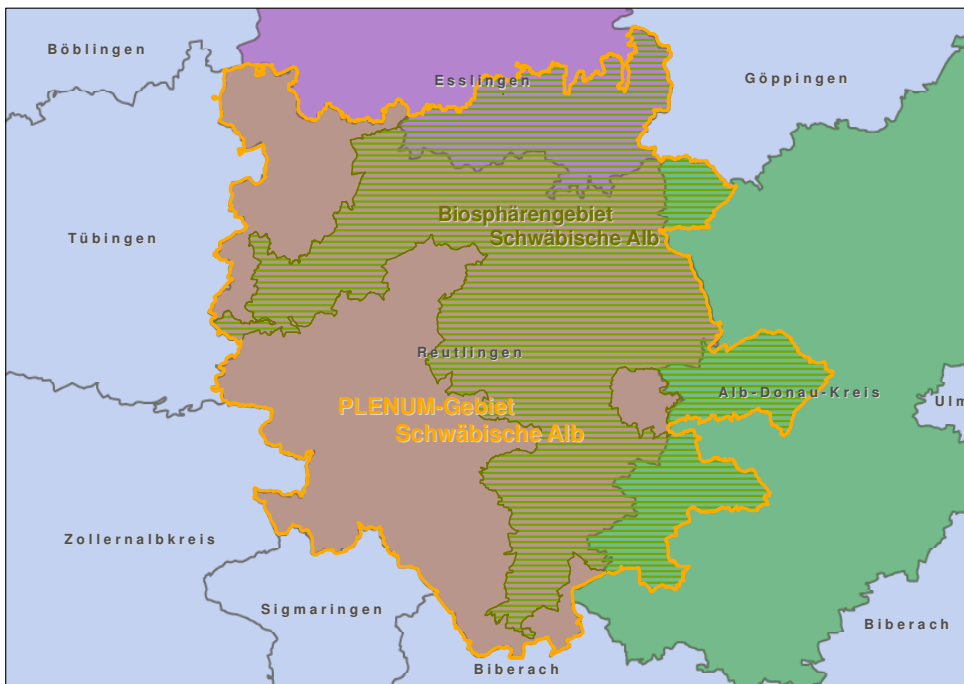 Böblingen
Esslingen
Göppingen
Biosphärengebiet
Schwäbische Alb
Tübingen
Reutlingen
Alb-Donau-Kreis
Ulm
PLENUM-Gebiet
Schwäbische Alb
Zollernalbkreis
Sigmaringen
Biberach
Biberach